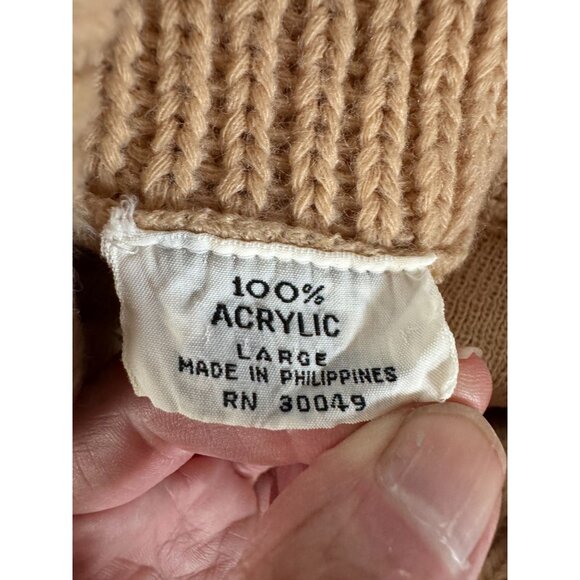 100%
ACRYLIC
LARGE
MADE IN PHILIPPINES
RN 30049